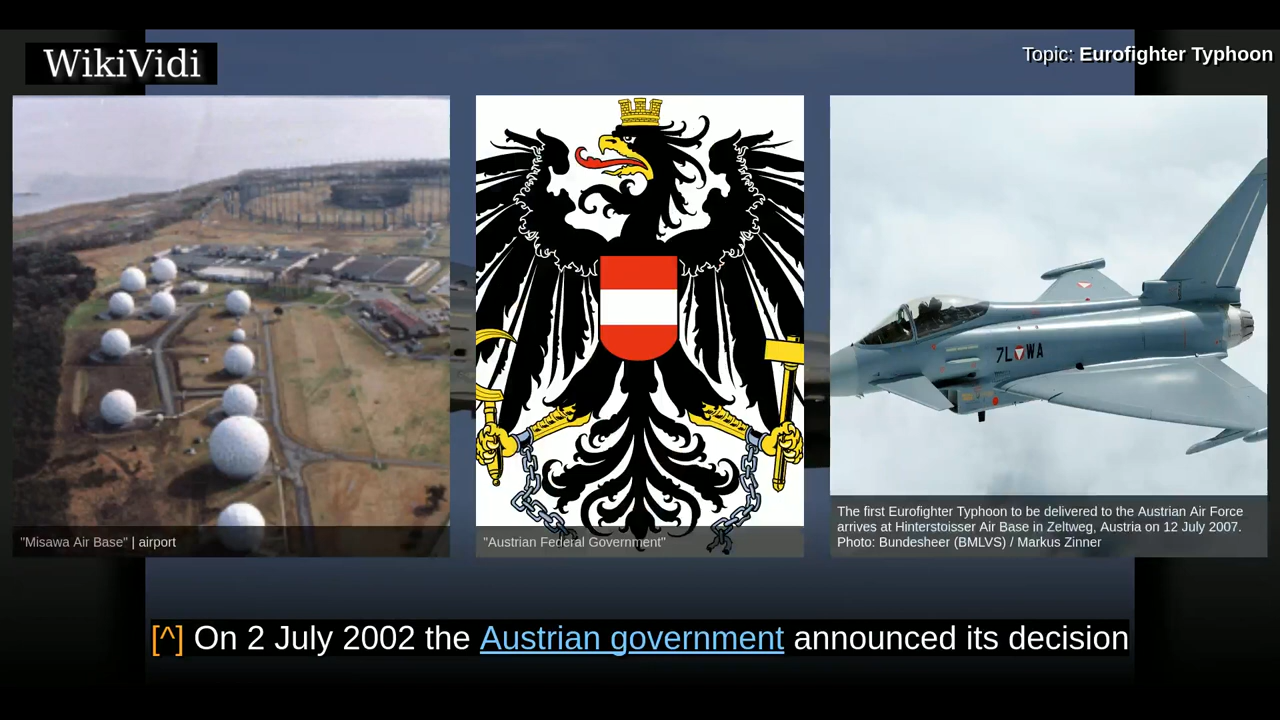 WikiVidi
Topic: Eurofighter Typhoon
"Misawa Air Base" | airport
"Austrian Federal Government"
7L WA
The first Eurofighter Typhoon to be delivered to the Austrian Air Force
arrives at Hinterstoisser Air Base in Zeltweg, Austria on 12 July 2007.
Photo: Bundesheer (BMLVS) / Markus Zinner
[^] On 2 July 2002 the Austrian government announced its decision